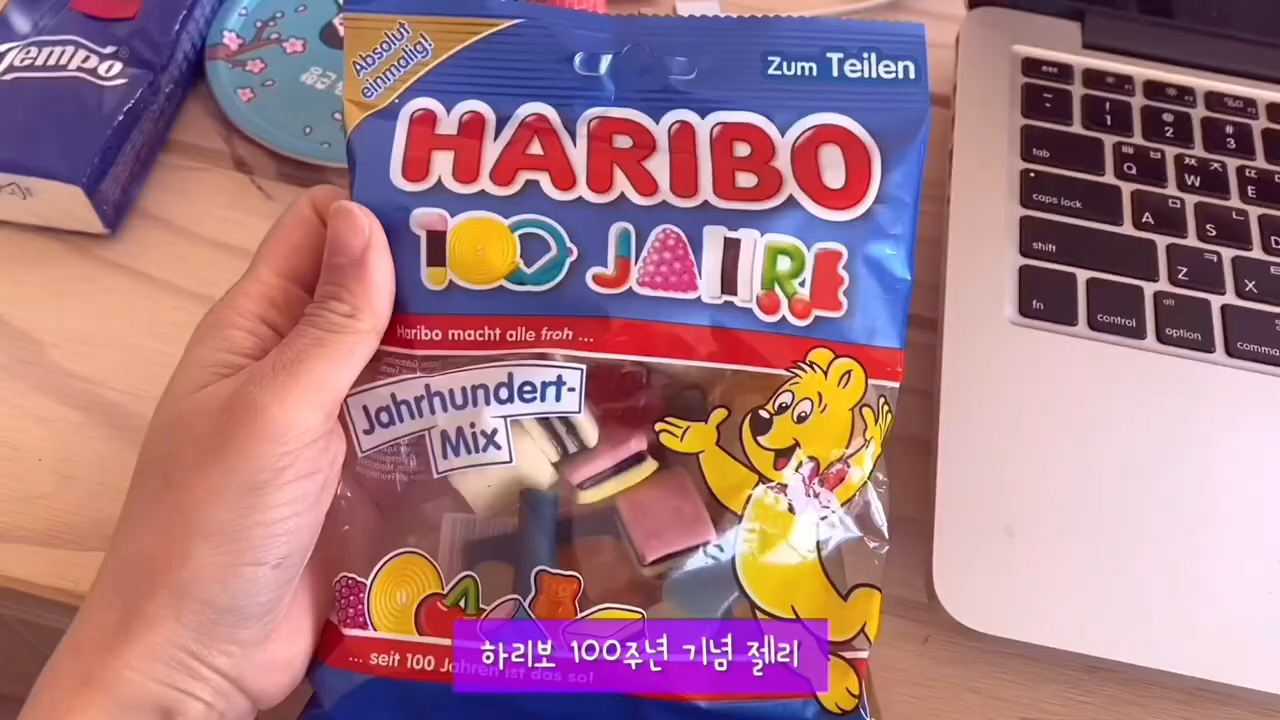 Tempo
Absolut
einmalig!
Zum Teilen
HARIBO
100 JAHRE
Haribo macht alle froh ...
Jahrhundert-
Mix
... seit 100 Jahren ist das so!
하리보 100주년 기념 젤리
esc
~
!
1
@
2
#
3
tab
Q ㅂ ㅃ
W ㅈ ㅉ
E ㄸ
caps lock
A ㅁ
S ㄴ
D
shift
Z ㅋ
X
fn
control
alt
option
comma